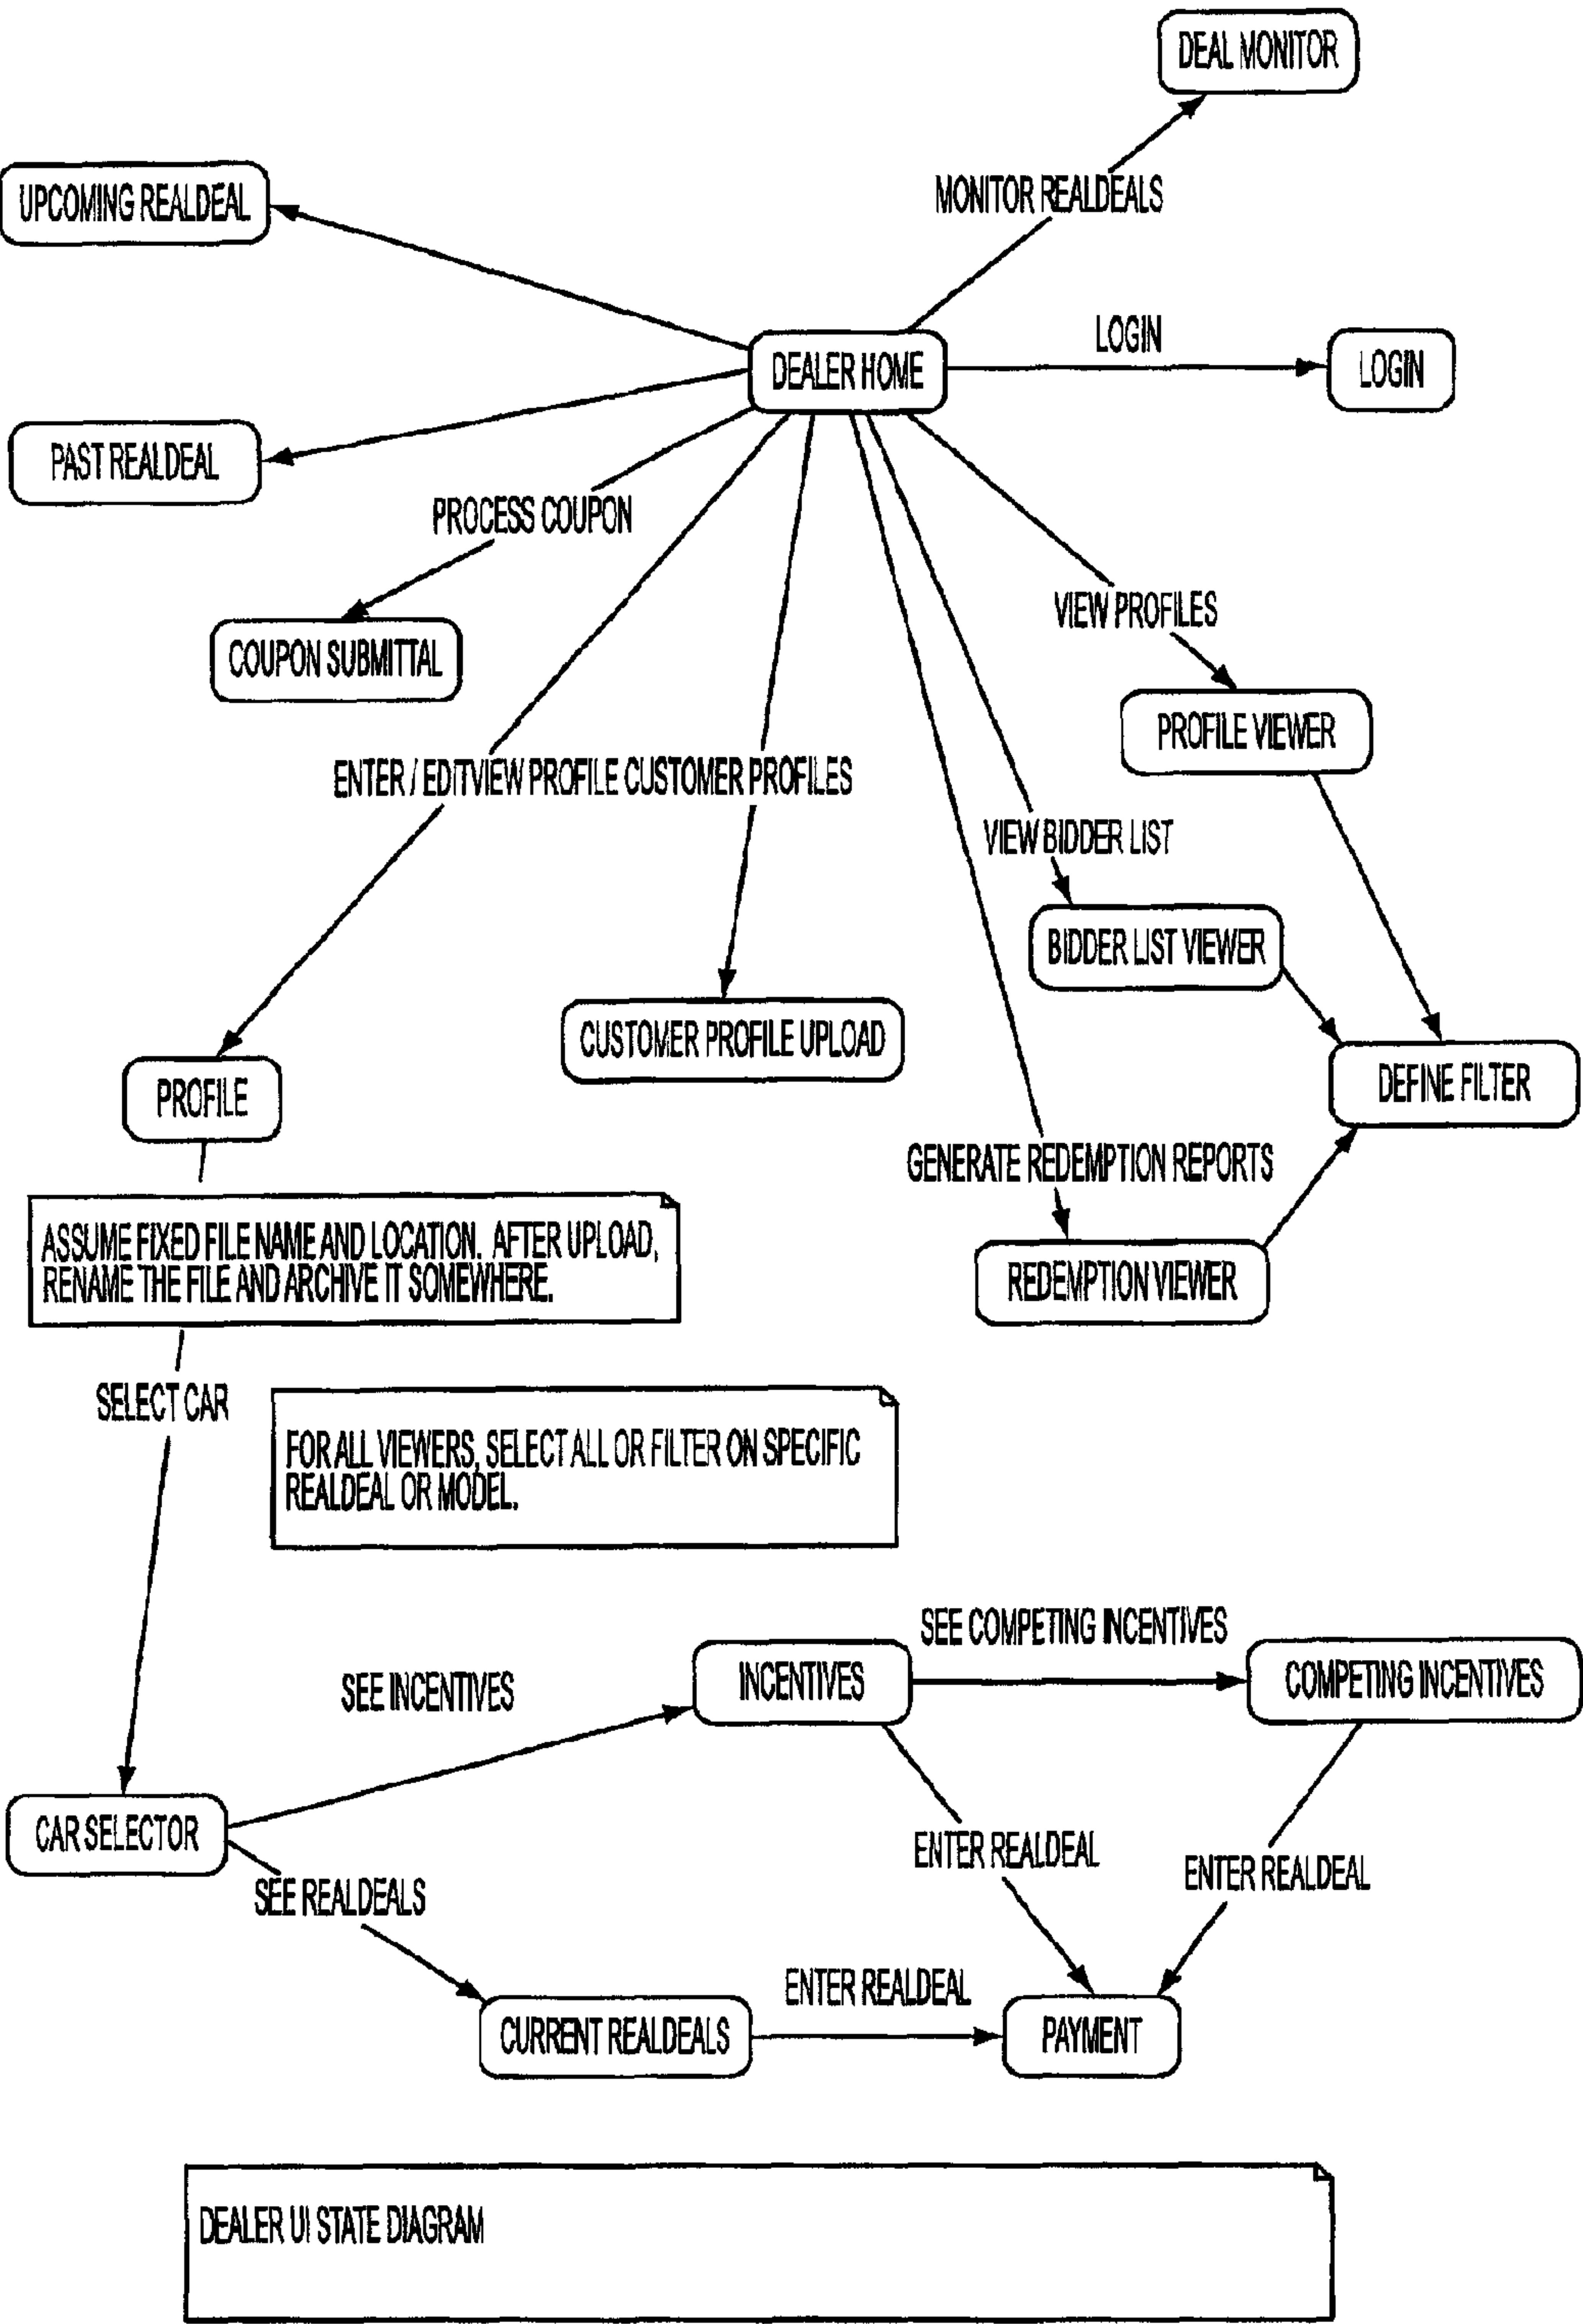 DEAL MONITOR
UPCOMING REALDEAL
MONITOR REALDEALS
LOGIN
DEALER HOME
LOGIN
PAST REALDEAL
PROCESS COUPON
VIEW PROFILES
COUPON SUBMITTAL
PROFILE VIEWER
ENTER / EDITVIEW PROFILE CUSTOMER PROFILES
VIEW BIDDER LIST
BIDDER LIST VIEWER
CUSTOMER PROFILE UPLOAD
DEFINE FILTER
PROFILE
GENERATE REDEMPTION REPORTS
ASSUME FIXED FILE NAME AND LOCATION. AFTER UPLOAD,
RENAME THE FILE AND ARCHIVE IT SOMEWHERE.
REDEMPTION VIEWER
SELECT CAR
FOR ALL VIEWERS, SELECT ALL OR FILTER ON SPECIFIC
REALDEAL OR MODEL.
SEE COMPETING INCENTIVES
SEE INCENTIVES
INCENTIVES
COMPETING INCENTIVES
CAR SELECTOR
ENTER REALDEAL
ENTER REALDEAL
SEE REALDEALS
ENTER REALDEAL
CURRENT REALDEALS
PAYMENT
DEALER UI STATE DIAGRAM